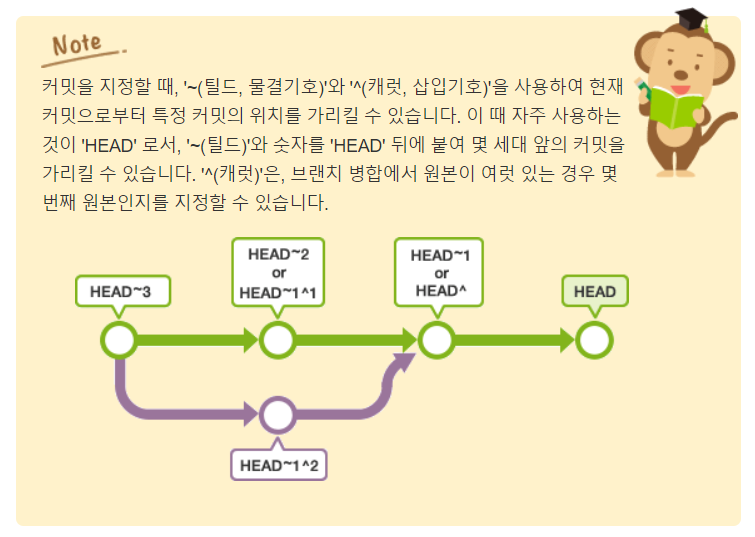 Note
커밋을 지정할 때, '~(틸드, 물결기호)'와 '^(캐럿, 삽입기호)'을 사용하여 현재
커밋으로부터 특정 커밋의 위치를 가리킬 수 있습니다. 이 때 자주 사용하는
것이 'HEAD' 로서, '~(틸드)'와 숫자를 'HEAD' 뒤에 붙여 몇 세대 앞의 커밋을
가리킬 수 있습니다. '^(캐럿)'은, 브랜치 병합에서 원본이 여럿 있는 경우 몇
번째 원본인지를 지정할 수 있습니다.
HEAD~3
HEAD~2
or
HEAD~1^1
HEAD~1
or
HEAD^
HEAD
HEAD~1^2